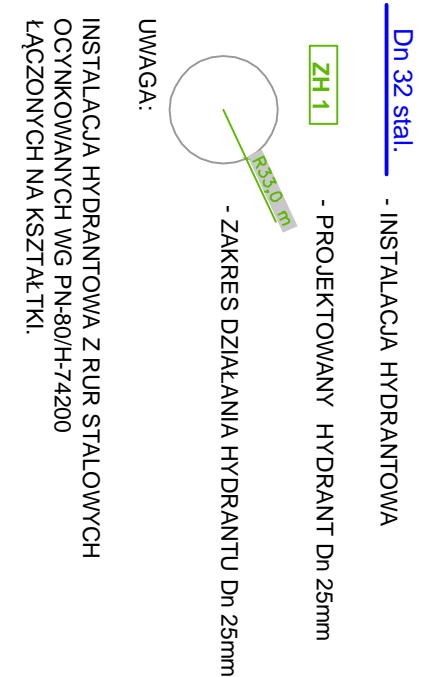 Dn 32 stal. - INSTALACJA HYDRANTOWA
ZH 1 - PROJEKTOWANY HYDRANT Dn 25mm
R33,0 m - ZAKRES DZIAŁANIA HYDRANTU Dn 25mm
UWAGA:
INSTALACJA HYDRANTOWA Z RUR STALOWYCH
OCYNKOWANYCH WG PN-80/H-74200
ŁĄCZONYCH NA KSZTAŁTKI.